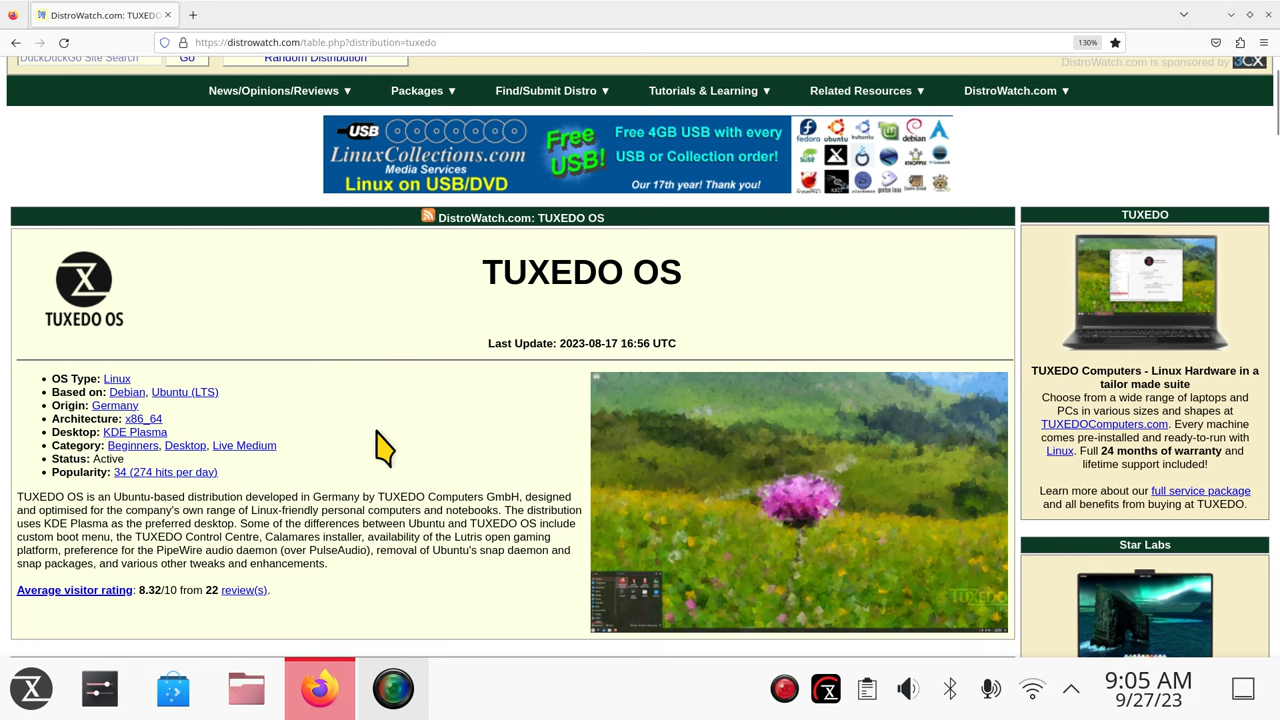 DistroWatch.com: TUXEDO
https://distrowatch.com/table.php?distribution=tuxedo
130%
DuckDuckGo Site Search Go Random Distribution
DistroWatch.com is sponsored by 3CX
News/Opinions/Reviews ▼ Packages ▼ Find/Submit Distro ▼ Tutorials & Learning ▼ Related Resources ▼ DistroWatch.com ▼
USB
LinuxCollections.com
Media Services
Linux on USB/DVD
Free
USB!
Free 4GB USB with every
USB or Collection order!
Our 17th year! Thank you!
fedora ubuntu kubuntu debian
SUSE KNOPPIX
DistroWatch.com: TUXEDO OS
TUXEDO OS
TUXEDO OS
Last Update: 2023-08-17 16:56 UTC
• OS Type: Linux
• Based on: Debian, Ubuntu (LTS)
• Origin: Germany
• Architecture: x86_64
• Desktop: KDE Plasma
• Category: Beginners, Desktop, Live Medium
• Status: Active
• Popularity: 34 (274 hits per day)
TUXEDO OS is an Ubuntu-based distribution developed in Germany by TUXEDO Computers GmbH, designed
and optimised for the company's own range of Linux-friendly personal computers and notebooks. The distribution
uses KDE Plasma as the preferred desktop. Some of the differences between Ubuntu and TUXEDO OS include
custom boot menu, the TUXEDO Control Centre, Calamares installer, availability of the Lutris open gaming
platform, preference for the PipeWire audio daemon (over PulseAudio), removal of Ubuntu's snap daemon and
snap packages, and various other tweaks and enhancements.
Average visitor rating: 8.32/10 from 22 review(s).
TUXEDO
TUXEDO
TUXEDO Computers - Linux Hardware in a
tailor made suite
Choose from a wide range of laptops and
PCs in various sizes and shapes at
TUXEDOComputers.com. Every machine
comes pre-installed and ready-to-run with
Linux. Full 24 months of warranty and
lifetime support included!
Learn more about our full service package
and all benefits from buying at TUXEDO.
Star Labs
9:05 AM
9/27/23